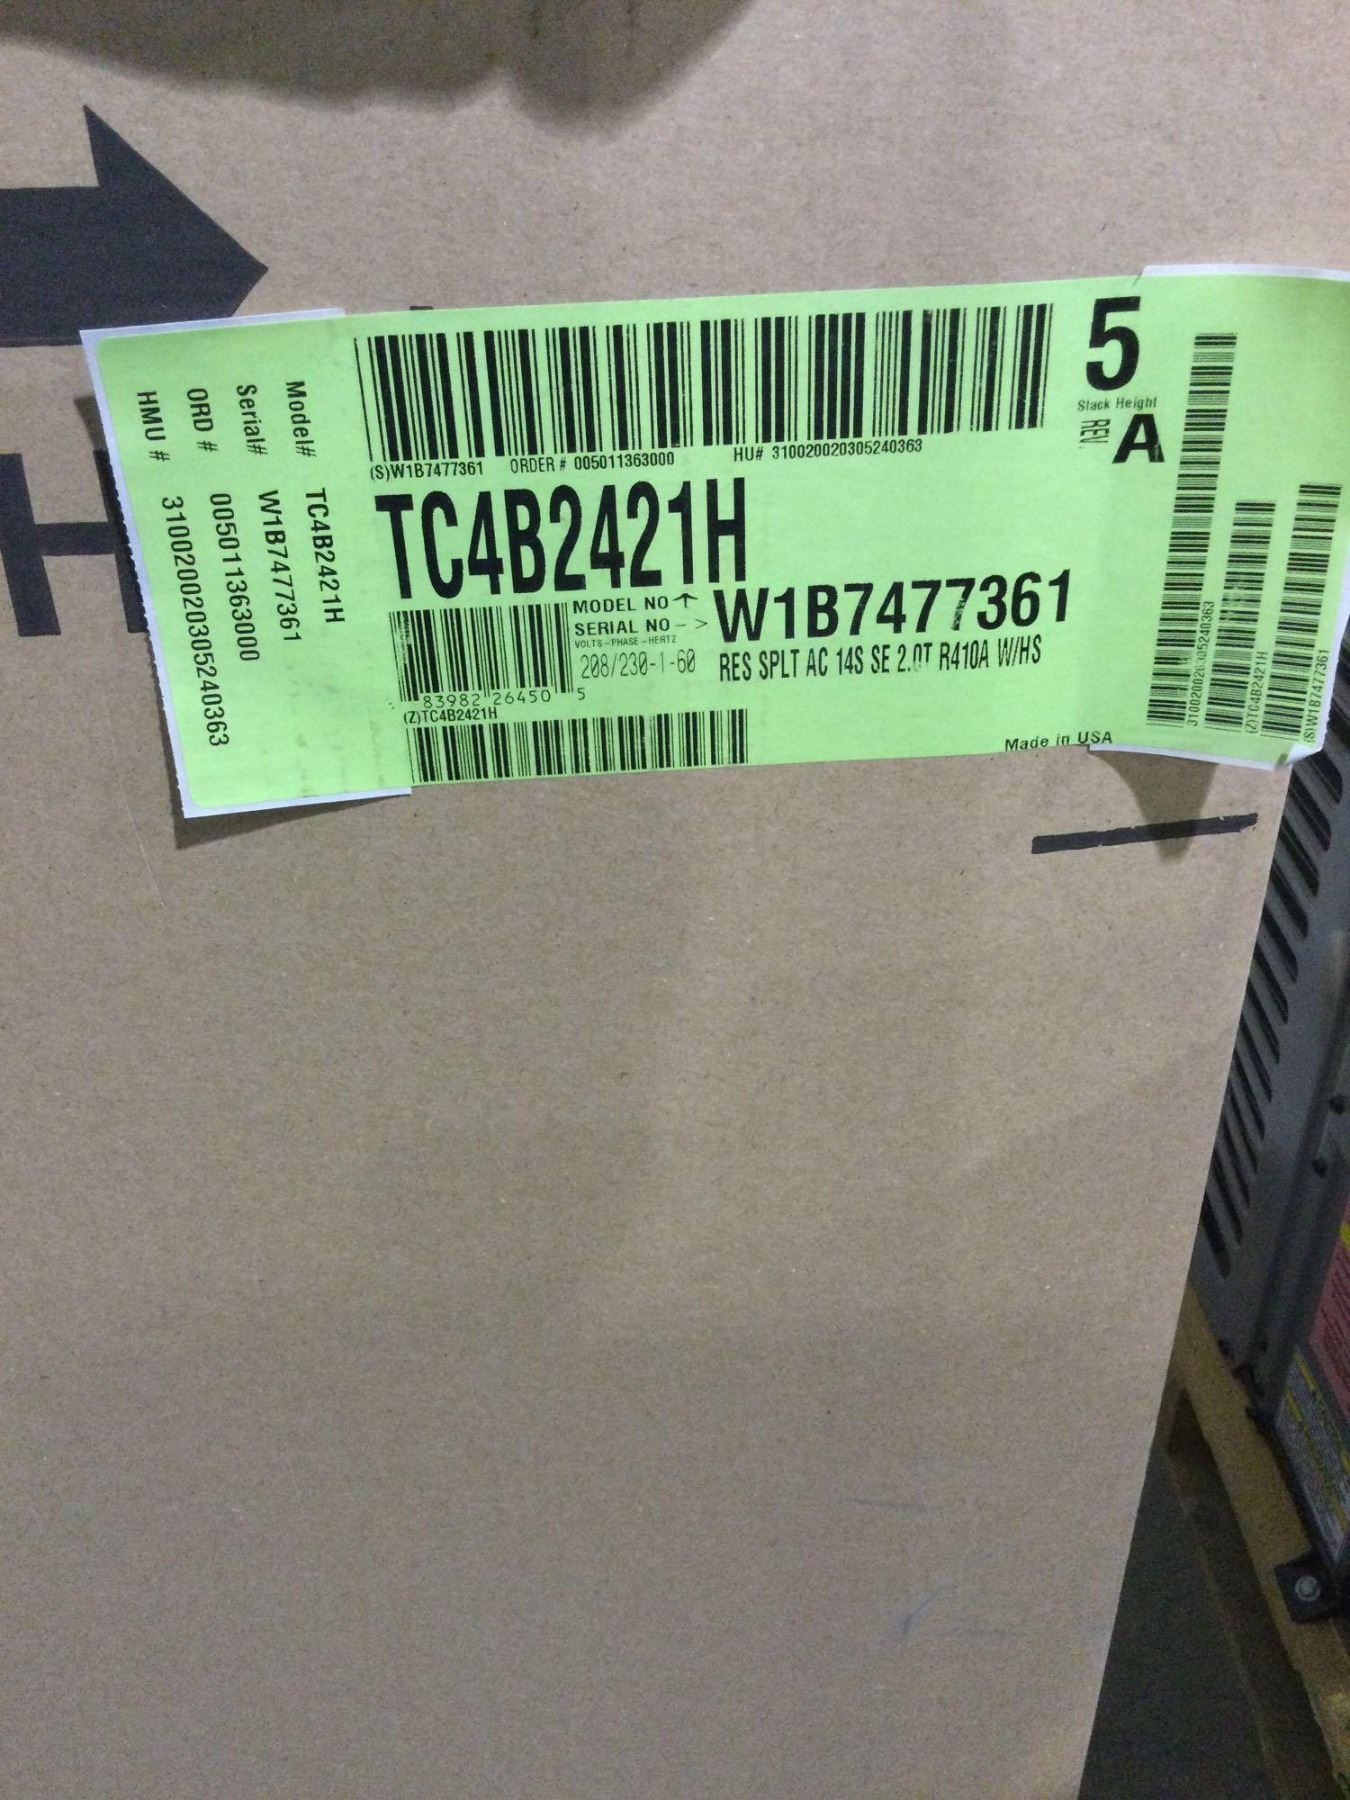 5
Stack Height
REV: A
(S)W1B7477361 ORDER # 005011363000 HU# 310020020305240363
TC4B2421H
MODEL NO ↑
SERIAL NO -> W1B7477361
VOLTS-PHASE-HERTZ
208/230-1-60 RES SPLT AC 14S SE 2.0T R410A W/HS
83982 26450 5
(Z)TC4B2421H
Made in USA
Model# TC4B2421H
Serial# W1B7477361
ORD # 005011363000
HMU # 310020020305240363
310020020305240363
(Z)TC4B2421H
(S)W1B7477361
H